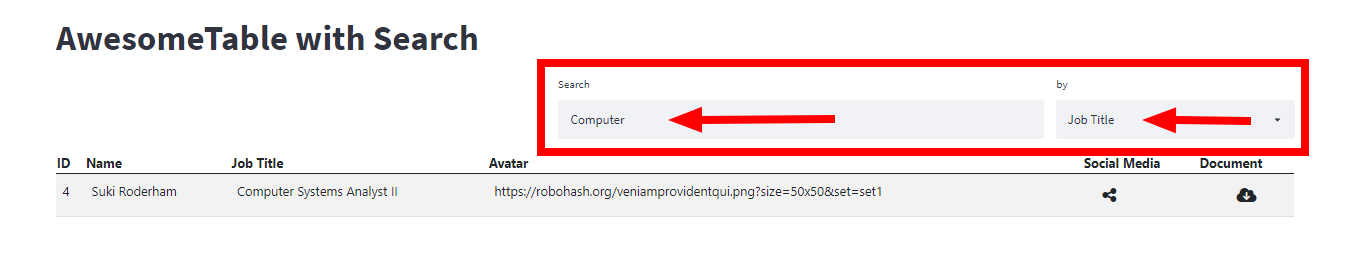 AwesomeTable with Search
Search by
Computer Job Title
ID Name Job Title Avatar Social Media Document
4 Suki Roderham Computer Systems Analyst II https://robohash.org/veniamprovidentqui.png?size=50x50&set=set1